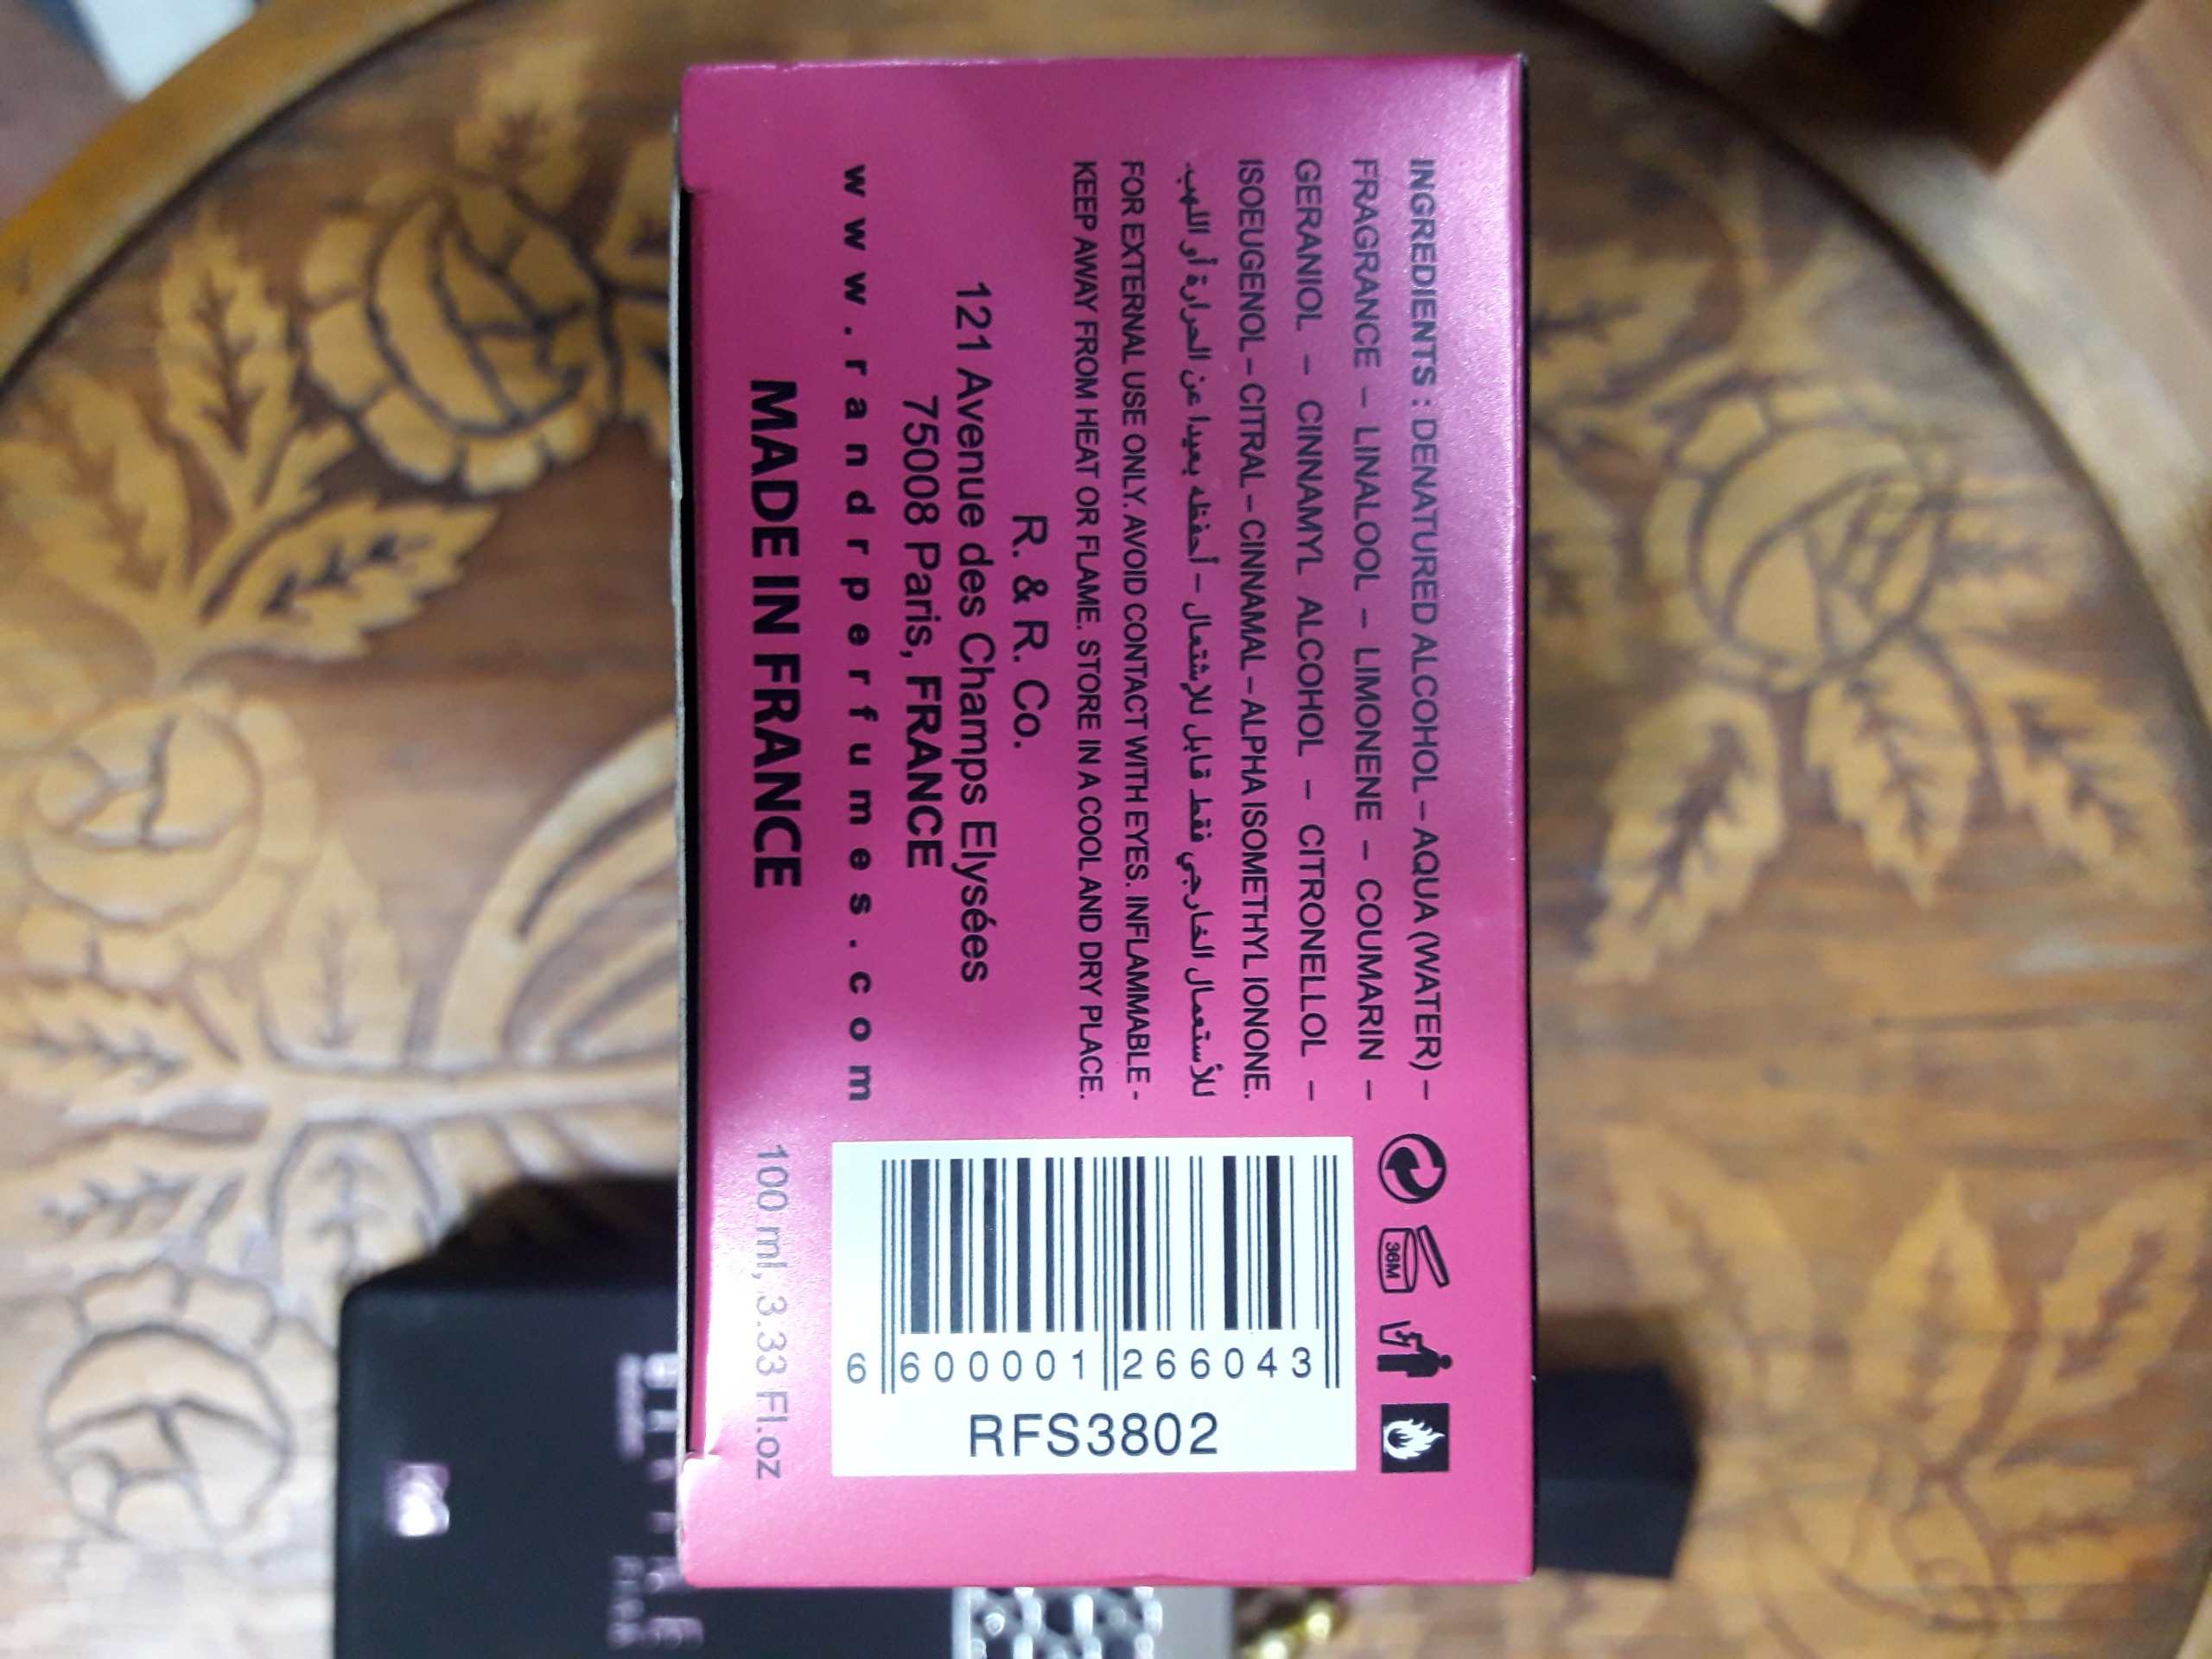 INGREDIENTS : DENATURED ALCOHOL – AQUA (WATER) –
FRAGRANCE – LINALOOL – LIMONENE – COUMARIN –
GERANIOL – CINNAMYL ALCOHOL – CITRONELLOL –
ISOEUGENOL – CITRAL – CINNAMAL – ALPHA ISOMETHYL IONONE.
للأستعمال الخارجي فقط قابل للإشتعال – أحفظه بعيدا عن الحرارة أو اللهب.
FOR EXTERNAL USE ONLY. AVOID CONTACT WITH EYES. INFLAMMABLE -
KEEP AWAY FROM HEAT OR FLAME. STORE IN A COOL AND DRY PLACE.
R. & R. Co.
121 Avenue des Champs Elysées
75008 Paris, FRANCE
www.randrperfumes.com
MADE IN FRANCE
36M
6 600001 266043
RFS3802
100 ml, 3.33 Fl.oz